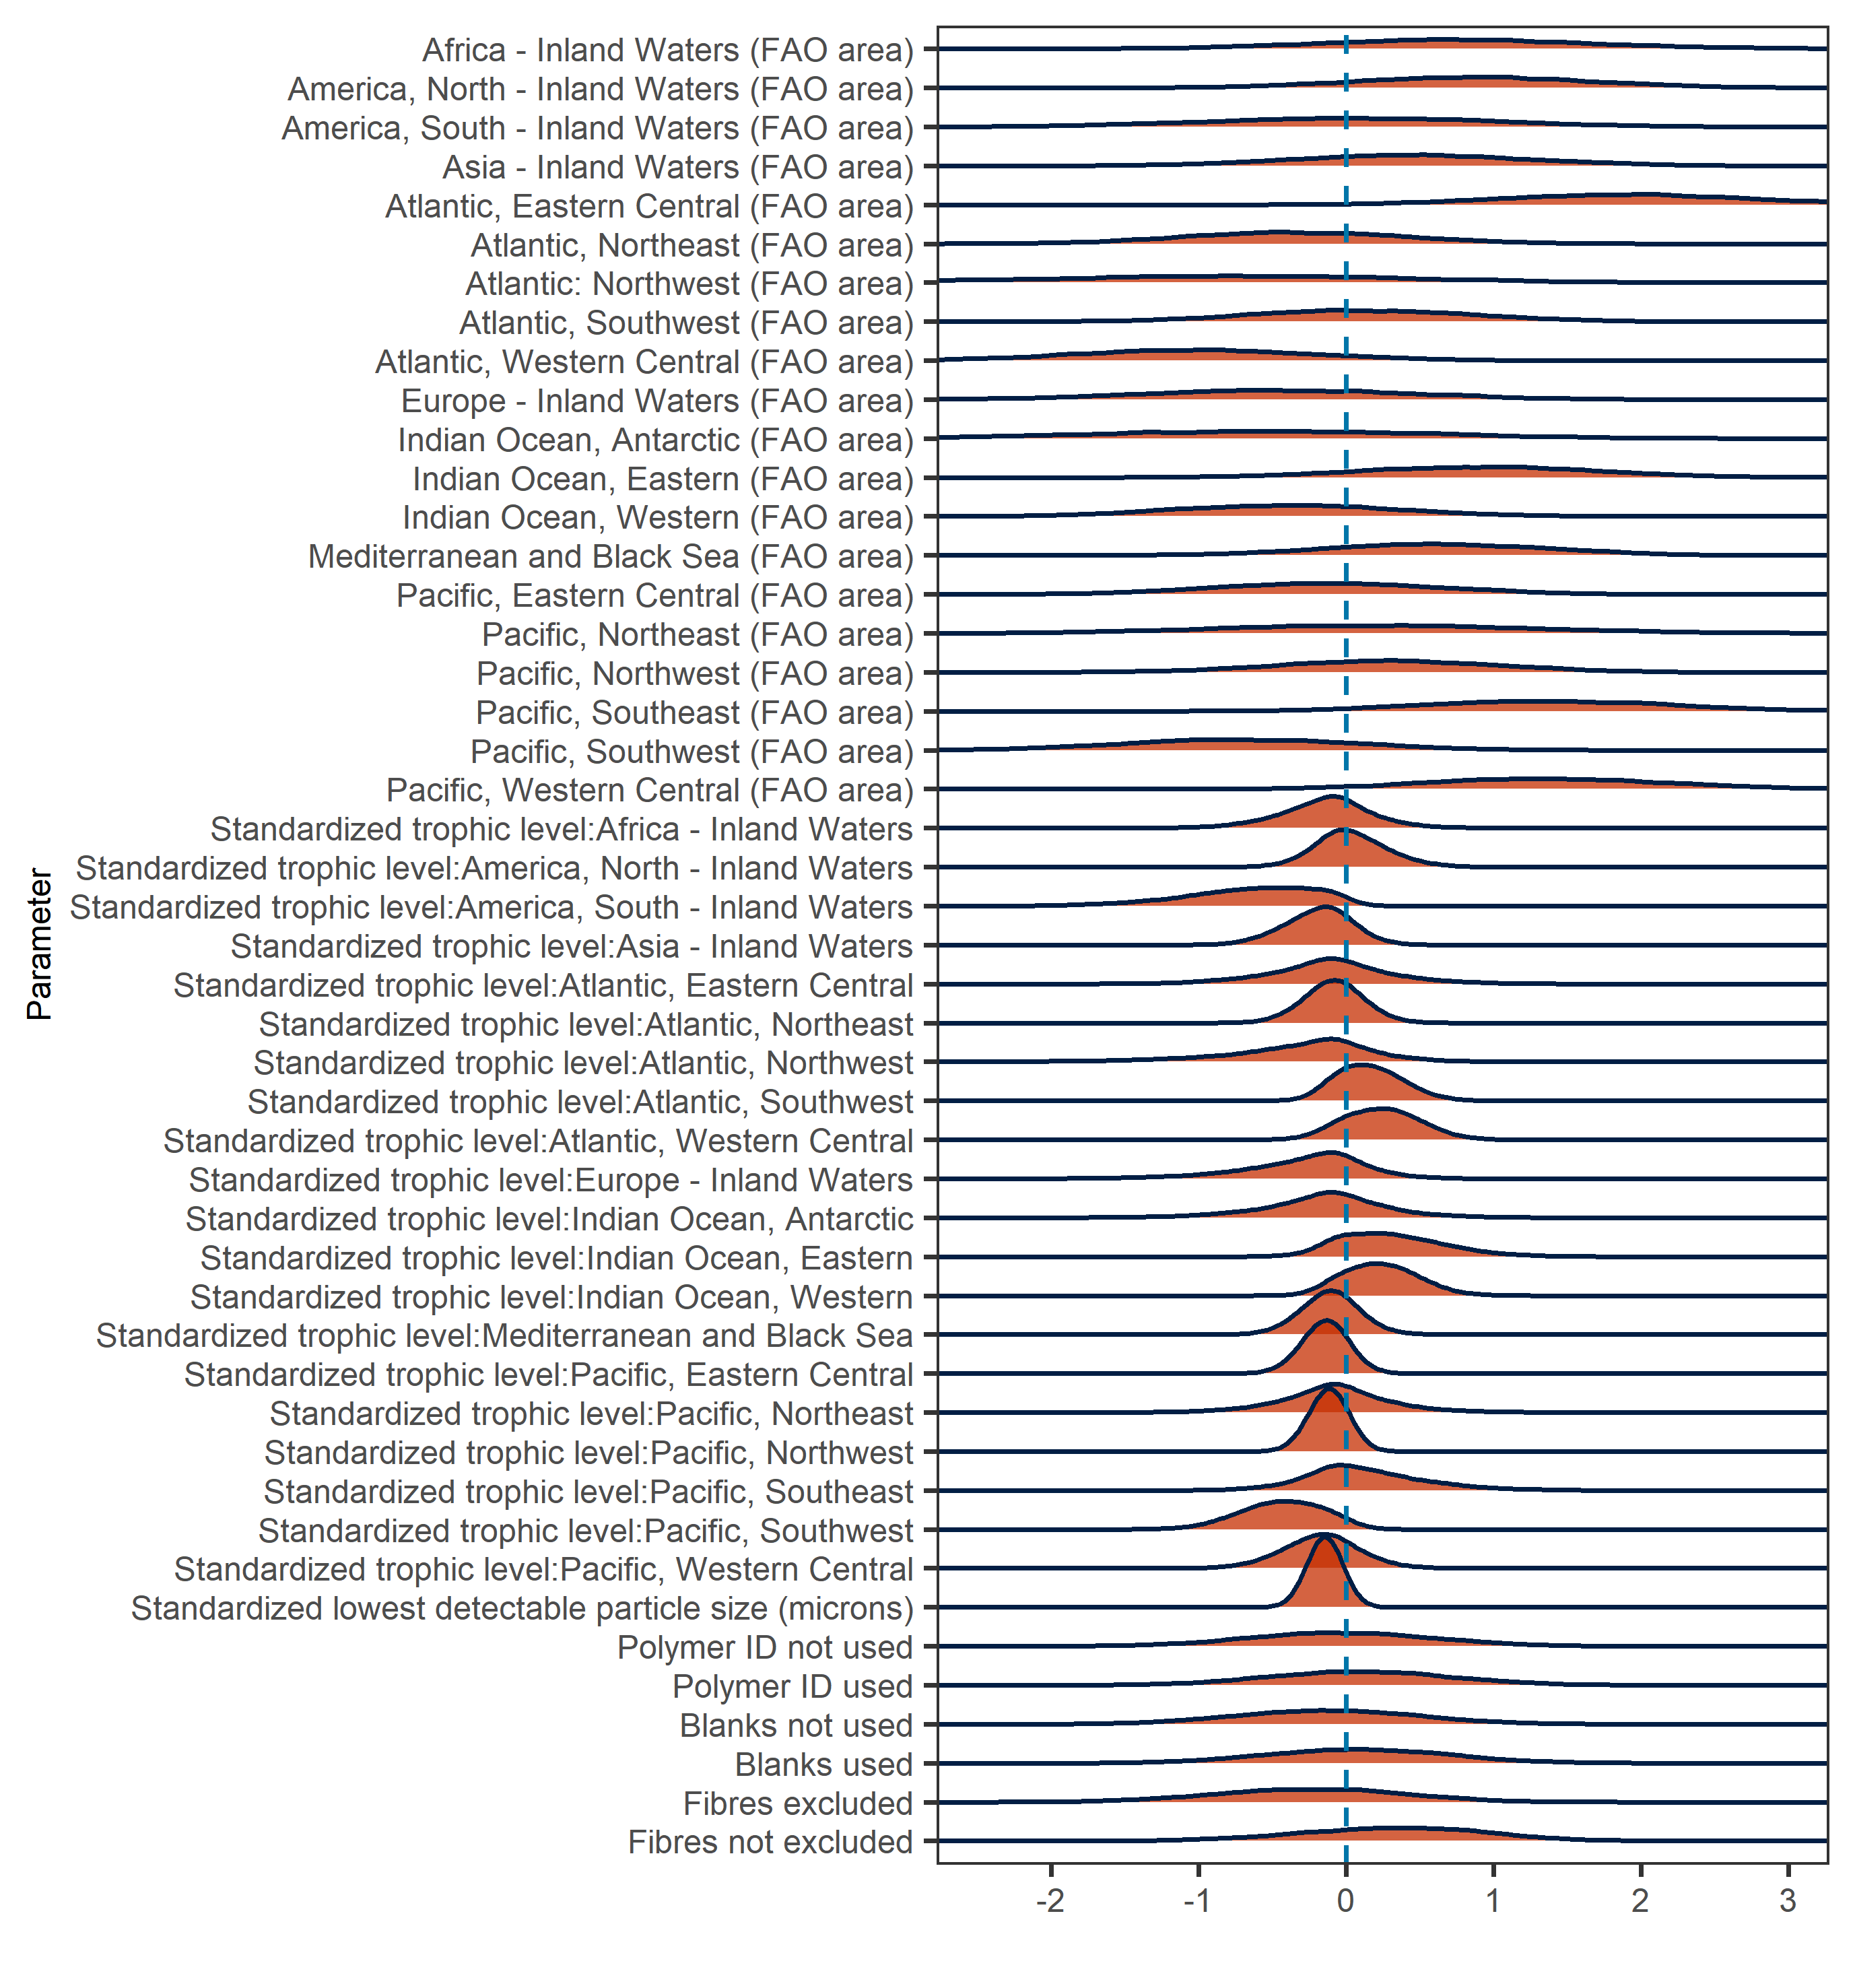 Africa - Inland Waters (FAO area)
America, North - Inland Waters (FAO area)
America, South - Inland Waters (FAO area)
Asia - Inland Waters (FAO area)
Atlantic, Eastern Central (FAO area)
Atlantic, Northeast (FAO area)
Atlantic: Northwest (FAO area)
Atlantic, Southwest (FAO area)
Atlantic, Western Central (FAO area)
Europe - Inland Waters (FAO area)
Indian Ocean, Antarctic (FAO area)
Indian Ocean, Eastern (FAO area)
Indian Ocean, Western (FAO area)
Mediterranean and Black Sea (FAO area)
Pacific, Eastern Central (FAO area)
Pacific, Northeast (FAO area)
Pacific, Northwest (FAO area)
Pacific, Southeast (FAO area)
Pacific, Southwest (FAO area)
Pacific, Western Central (FAO area)
Standardized trophic level:Africa - Inland Waters
Standardized trophic level:America, North - Inland Waters
Standardized trophic level:America, South - Inland Waters
Standardized trophic level:Asia - Inland Waters
Standardized trophic level:Atlantic, Eastern Central
Standardized trophic level:Atlantic, Northeast
Standardized trophic level:Atlantic, Northwest
Standardized trophic level:Atlantic, Southwest
Standardized trophic level:Atlantic, Western Central
Standardized trophic level:Europe - Inland Waters
Standardized trophic level:Indian Ocean, Antarctic
Standardized trophic level:Indian Ocean, Eastern
Standardized trophic level:Indian Ocean, Western
Standardized trophic level:Mediterranean and Black Sea
Standardized trophic level:Pacific, Eastern Central
Standardized trophic level:Pacific, Northeast
Standardized trophic level:Pacific, Northwest
Standardized trophic level:Pacific, Southeast
Standardized trophic level:Pacific, Southwest
Standardized trophic level:Pacific, Western Central
Standardized lowest detectable particle size (microns)
Polymer ID not used
Polymer ID used
Blanks not used
Blanks used
Fibres excluded
Fibres not excluded
Parameter
-2 -1 0 1 2 3